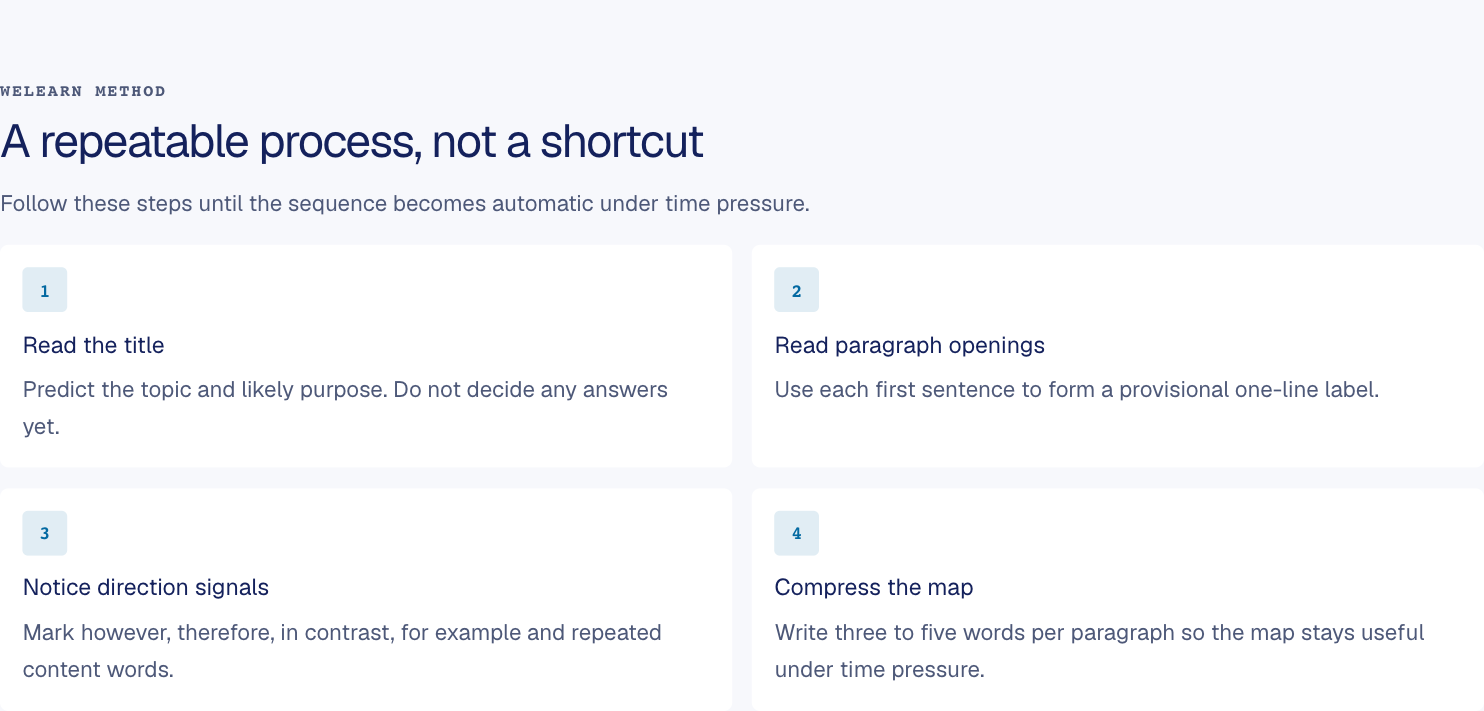 WELEARN METHOD
A repeatable process, not a shortcut
Follow these steps until the sequence becomes automatic under time pressure.
1
Read the title
Predict the topic and likely purpose. Do not decide any answers
yet.
2
Read paragraph openings
Use each first sentence to form a provisional one-line label.
3
Notice direction signals
Mark however, therefore, in contrast, for example and repeated
content words.
4
Compress the map
Write three to five words per paragraph so the map stays useful
under time pressure.